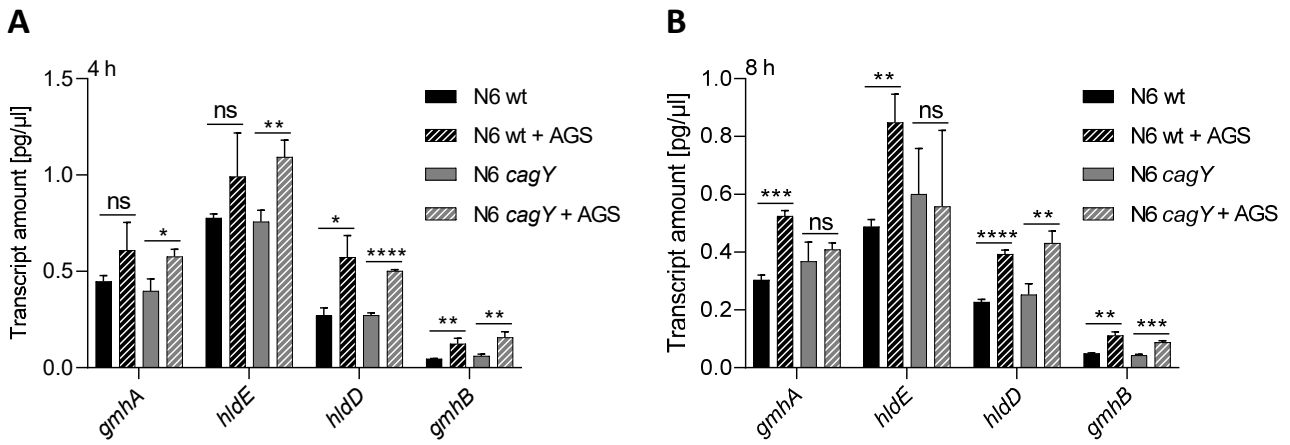 A
4 h
Transcript amount [pg/µl]
1.5
1.0
0.5
0.0
ns
*
ns
**
*
****
**
**
gmhA
hldE
hldD
gmhB
N6 wt
N6 wt + AGS
N6 cagY
N6 cagY + AGS
B
8 h
Transcript amount [pg/µl]
1.0
0.8
0.6
0.4
0.2
0.0
***
ns
**
ns
****
**
**
***
gmhA
hldE
hldD
gmhB
N6 wt
N6 wt + AGS
N6 cagY
N6 cagY + AGS